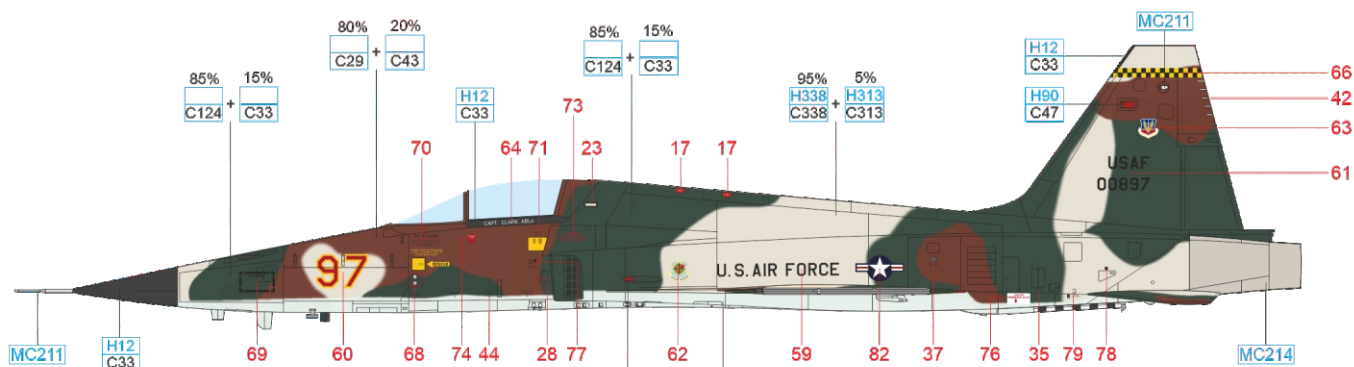 80% 20%
C29 + C43
85% 15%
C124 + C33
85% 15%
C124 + C33
95% 5%
H338 + H313
C338 C313
MC211
H12
C33
H90
C47
H12
C33
66
42
63
61
73
70
64
71
23
17
17
USAF
00897
CAPT CLARK
97
RESCUE
U.S. AIR FORCE
MC211
H12
C33
69
60
68
74
44
28
77
62
59
82
37
76
35
79
78
MC214